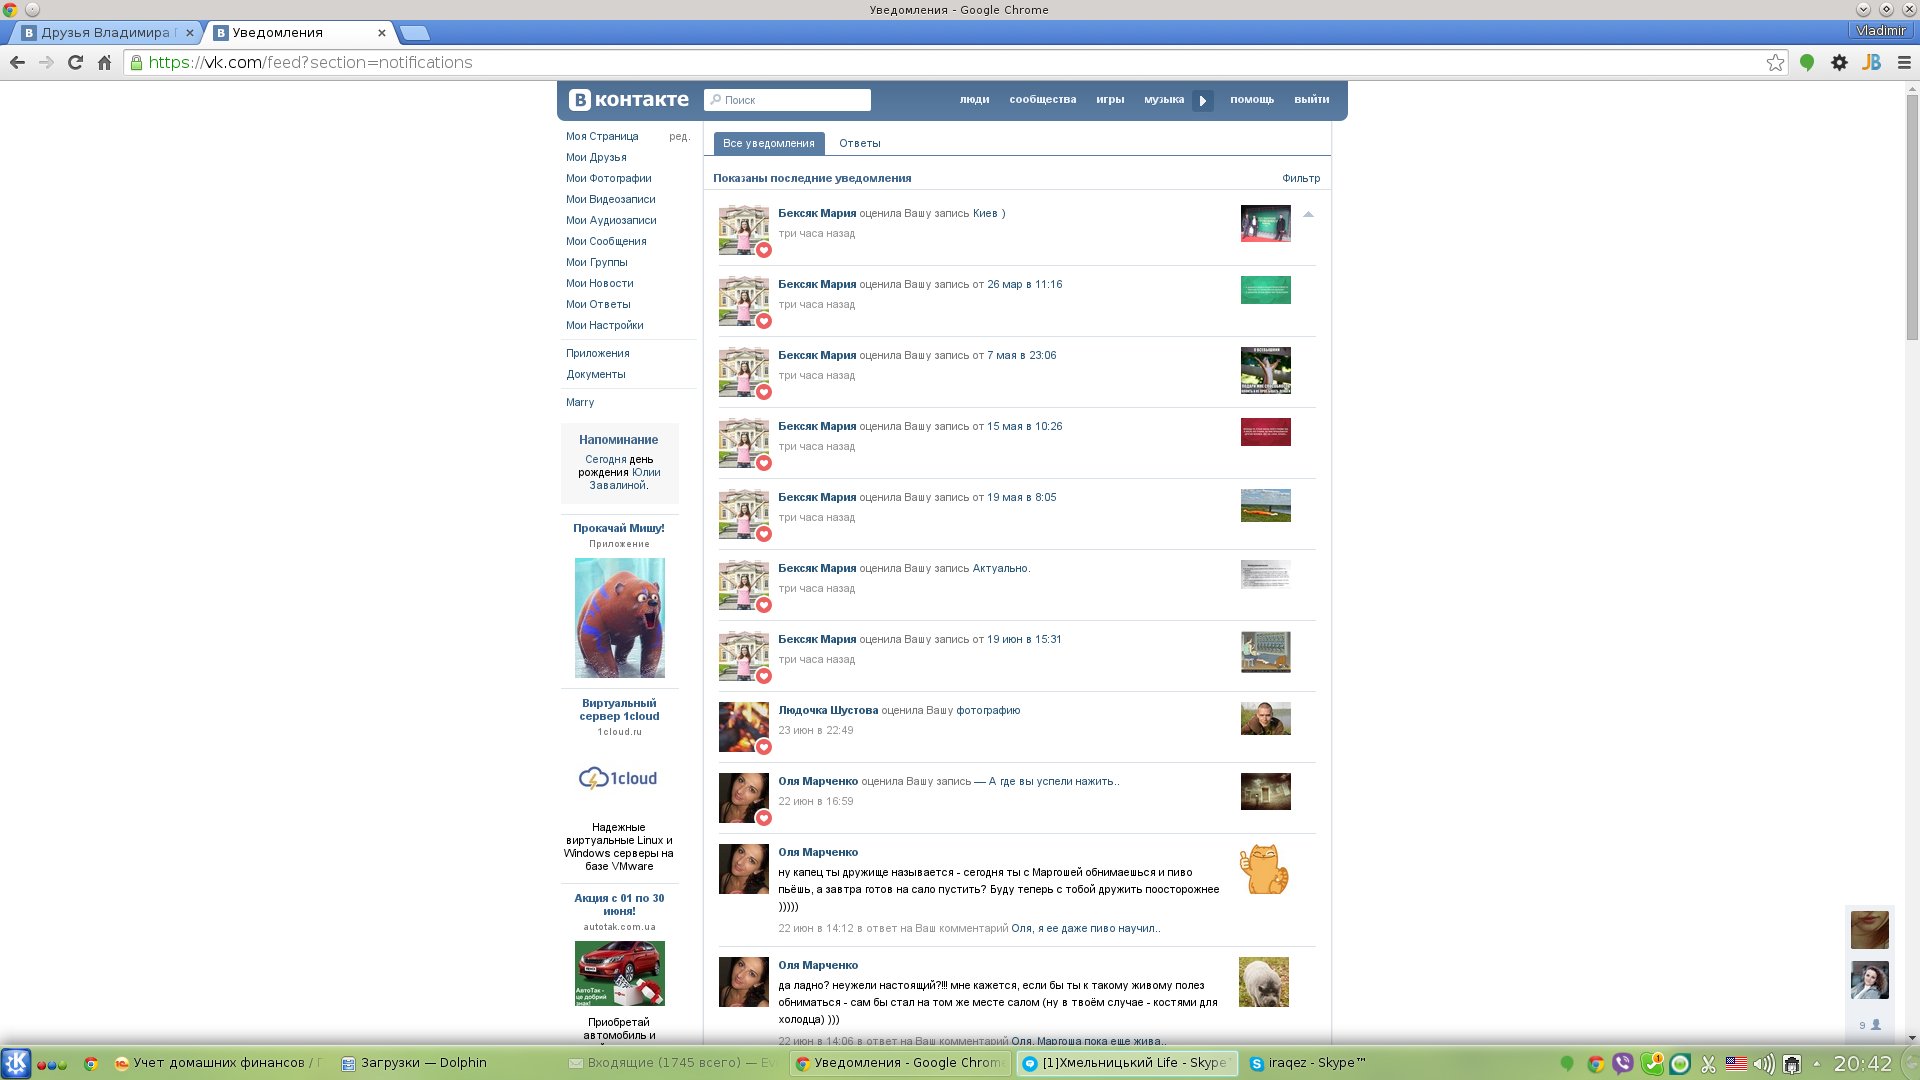 Уведомления - Google Chrome
Друзья Владимира
Уведомления
Vladimir
https://vk.com/feed?section=notifications
JB
В контакте
Поиск
люди сообщества игры музыка помощь выйти
Моя Страница ред.
Мои Друзья
Мои Фотографии
Мои Видеозаписи
Мои Аудиозаписи
Мои Сообщения
Мои Группы
Мои Новости
Мои Ответы
Мои Настройки
Приложения
Документы
Marry
Напоминание
Сегодня день
рождения Юлии
Завалиной.
Прокачай Мишу!
Приложение
Виртуальный
сервер 1cloud
1cloud.ru
1cloud
Надежные
виртуальные Linux и
Windows серверы на
базе VMware
Акция с 01 по 30
июня!
autotak.com.ua
АвтоТак -
це добрий
знак!
Приобретай
автомобиль и
Все уведомления Ответы
Показаны последние уведомления Фильтр
Бексяк Мария оценила Вашу запись Киев )
три часа назад
Бексяк Мария оценила Вашу запись от 26 мар в 11:16
три часа назад
Бексяк Мария оценила Вашу запись от 7 мая в 23:06
три часа назад
Бексяк Мария оценила Вашу запись от 15 мая в 10:26
три часа назад
Бексяк Мария оценила Вашу запись от 19 мая в 8:05
три часа назад
Бексяк Мария оценила Вашу запись Актуально.
три часа назад
Бексяк Мария оценила Вашу запись от 19 июн в 15:31
три часа назад
Людочка Шустова оценила Вашу фотографию
23 июн в 22:49
Оля Марченко оценила Вашу запись — А где вы успели нажить..
22 июн в 16:59
Оля Марченко
ну капец ты дружище называется - сегодня ты с Маргошей обнимаешься и пиво
пьёшь, а завтра готов на сало пустить? Буду теперь с тобой дружить поосторожнее
)))))
22 июн в 14:12 в ответ на Ваш комментарий Оля, я ее даже пиво научил..
Оля Марченко
да ладно? неужели настоящий?!!! мне кажется, если бы ты к такому живому полез
обниматься - сам бы стал на том же месте салом (ну в твоём случае - костями для
холодца) )))
22 июн в 14:06 в ответ на Ваш комментарий Оля, Маргоша пока еще жива..
9
Учет домашних финансов /
Загрузки — Dolphin
Входящие (1745 всего) — Ev
Уведомления - Google Chrome
[1]Хмельницький Life - Skype
iraqez - Skype™
20:42